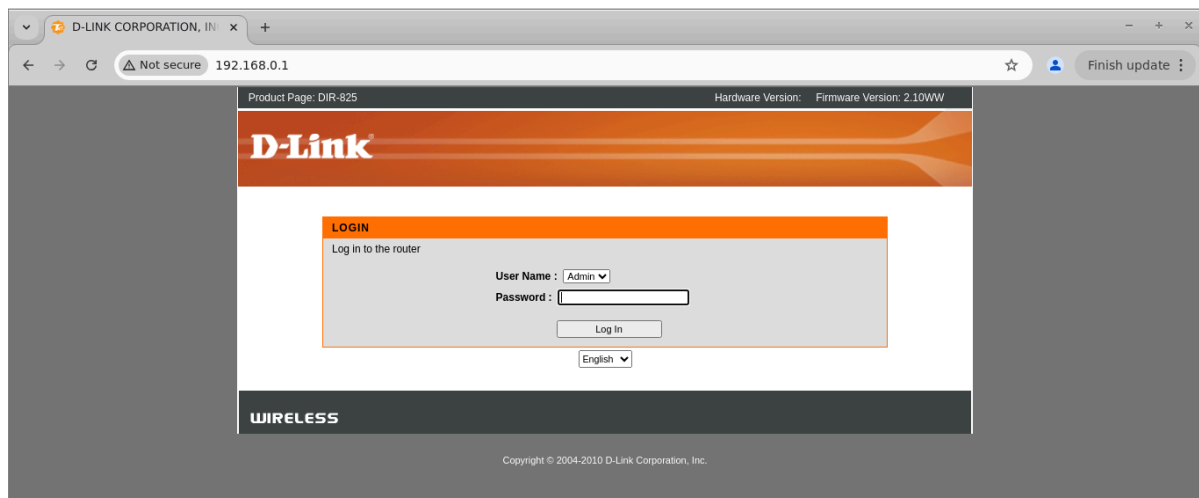 D-LINK CORPORATION, IN
Not secure 192.168.0.1 Finish update
Product Page: DIR-825 Hardware Version: Firmware Version: 2.10WW
D-Link
LOGIN
Log in to the router
User Name : Admin
Password :
Log In
English
WIRELESS
Copyright © 2004-2010 D-Link Corporation, Inc.